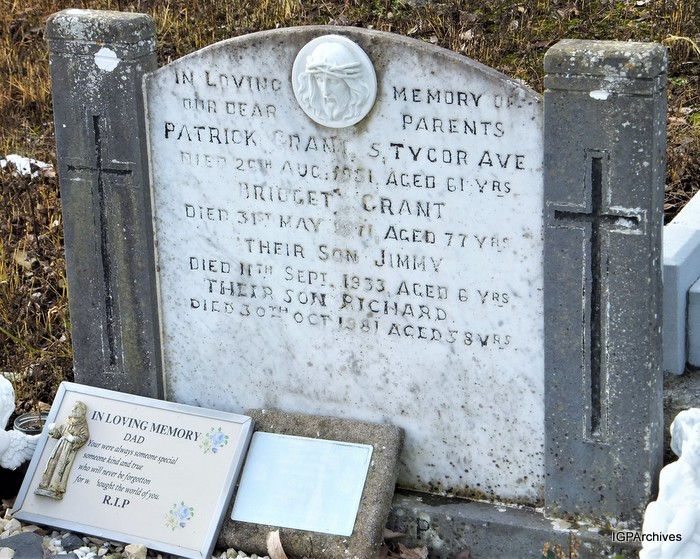 IN LOVING MEMORY OF
OUR DEAR PARENTS
PATRICK GRANT, 5, TYCOR AVE
DIED 29TH AUG. 1951, AGED 61 YRS.
BRIDGET GRANT
DIED 31ST MAY 1971 AGED 77 YRS
THEIR SON JIMMY
DIED 11TH SEPT. 1933, AGED 6 YRS
THEIR SON RICHARD
DIED 30TH OCT 1981 AGED 58 YRS.
IN LOVING MEMORY
DAD
Your were always someone special
someone kind and true
who will never be forgotten
for w ought the world of you.
R.I.P
IGPArchives